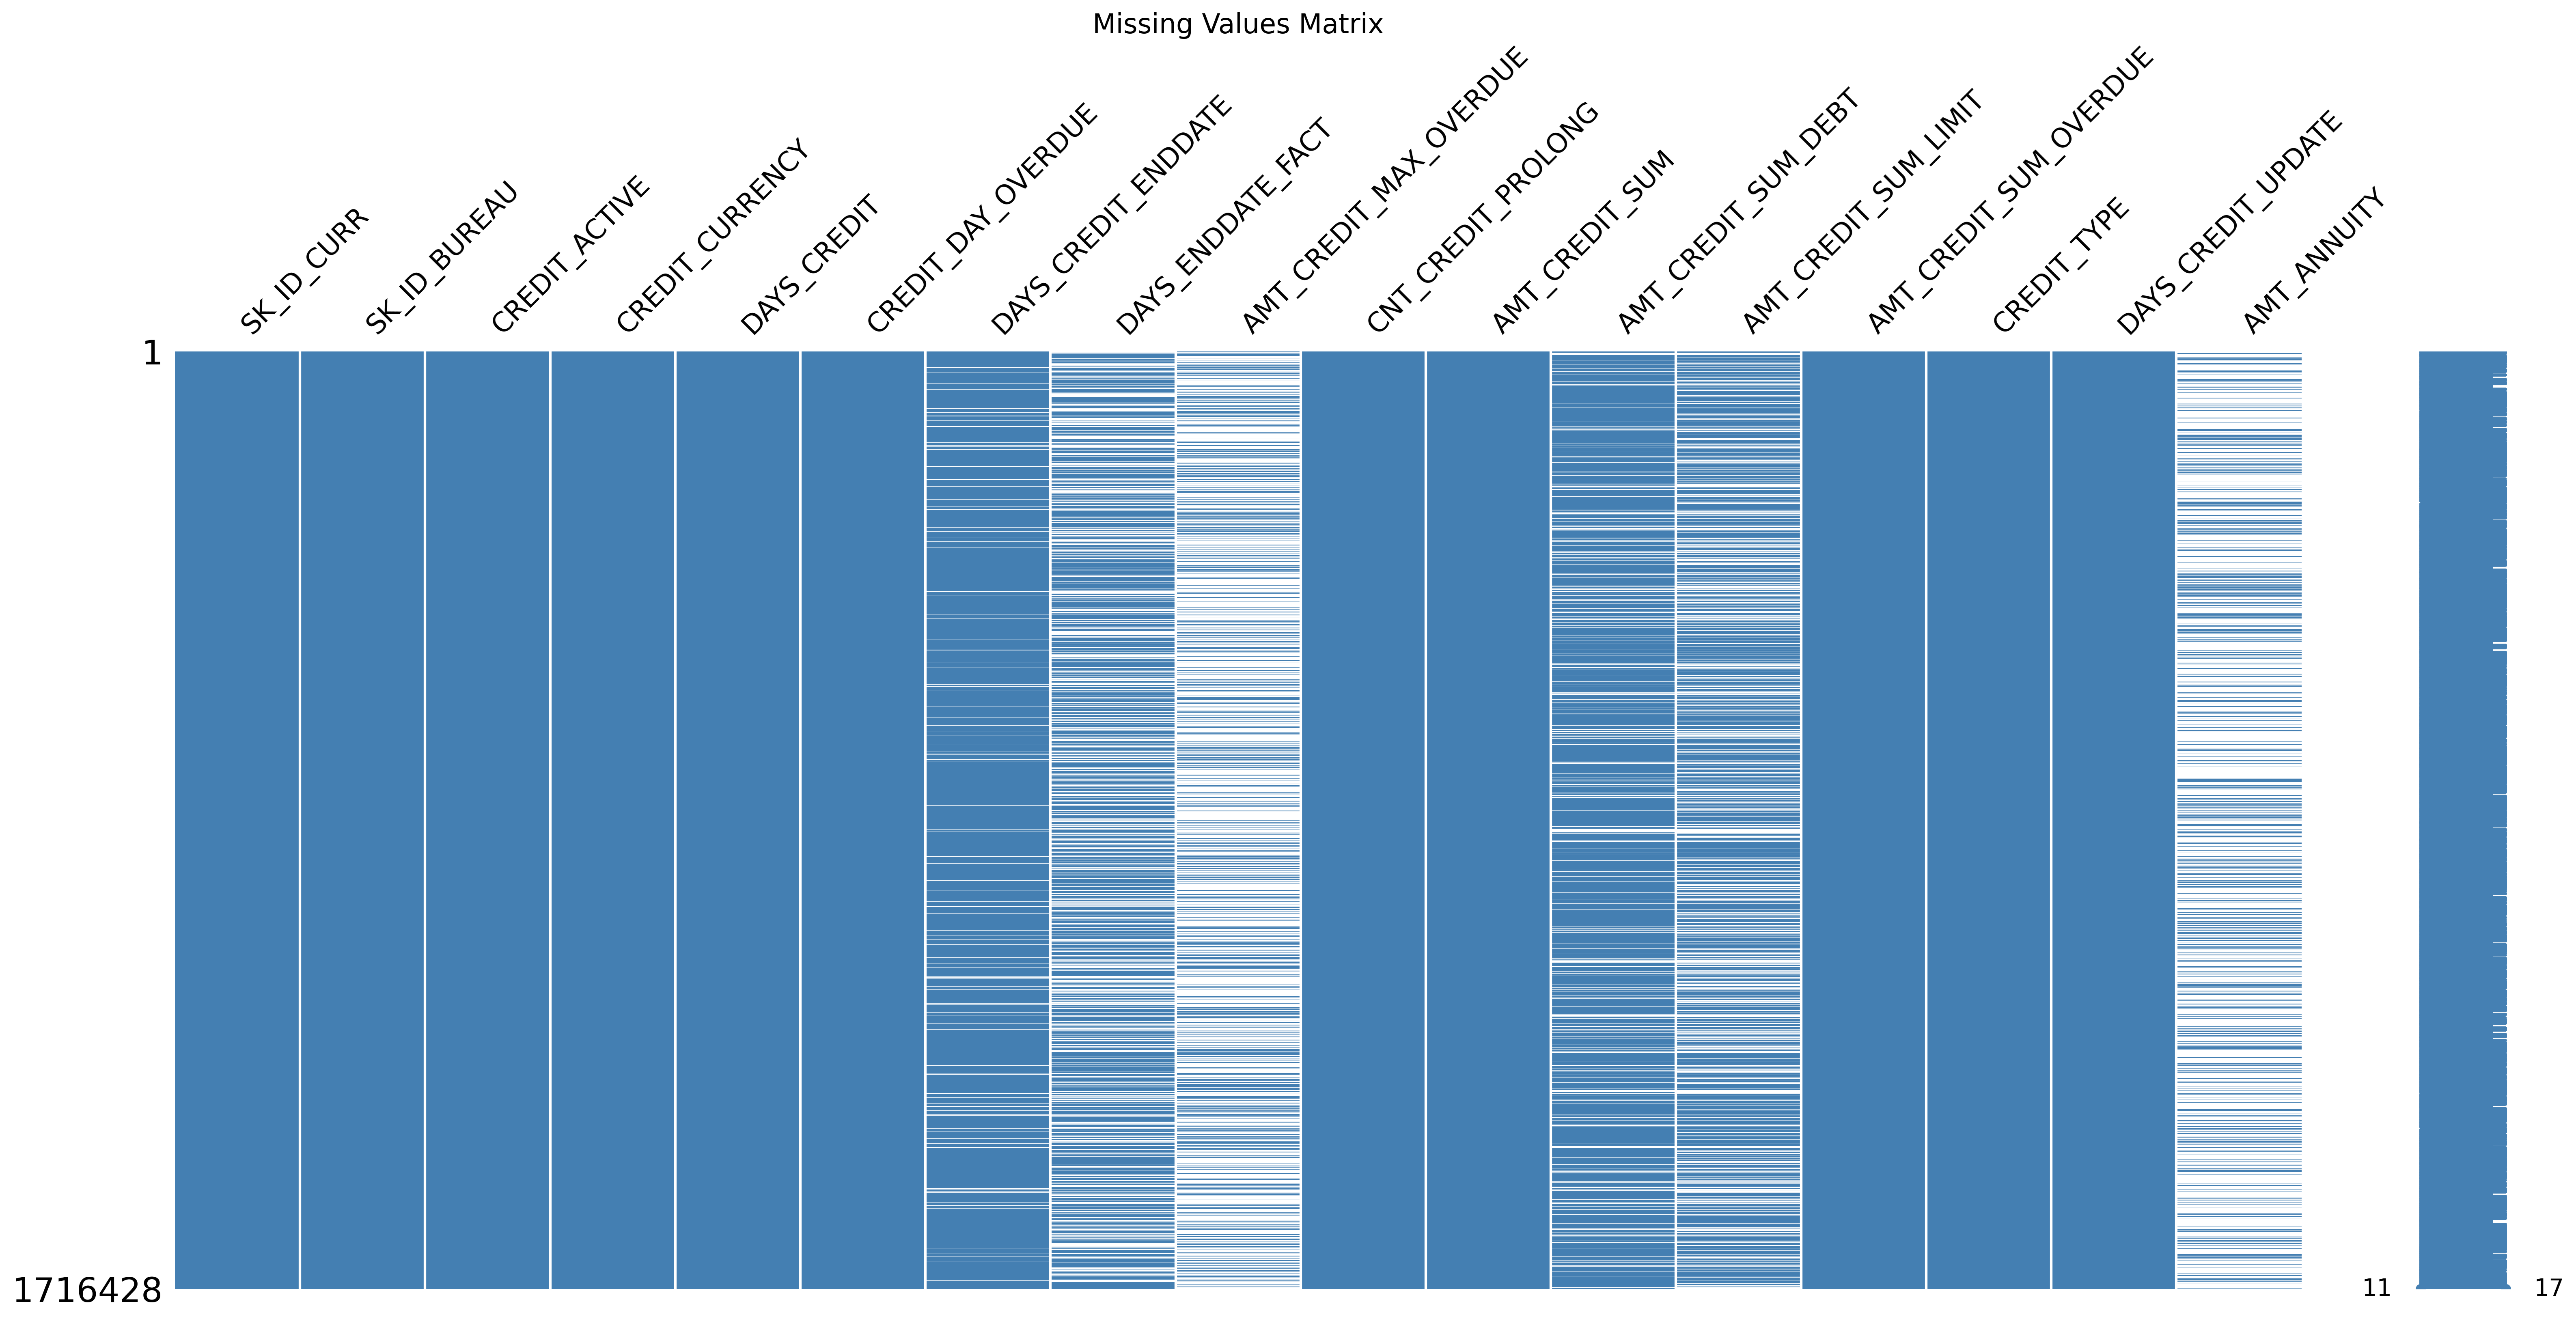 Missing Values Matrix
SK_ID_CURR
SK_ID_BUREAU
CREDIT_ACTIVE
CREDIT_CURRENCY
DAYS_CREDIT
CREDIT_DAY_OVERDUE
DAYS_CREDIT_ENDDATE
DAYS_ENDDATE_FACT
AMT_CREDIT_MAX_OVERDUE
CNT_CREDIT_PROLONG
AMT_CREDIT_SUM
AMT_CREDIT_SUM_DEBT
AMT_CREDIT_SUM_LIMIT
AMT_CREDIT_SUM_OVERDUE
CREDIT_TYPE
DAYS_CREDIT_UPDATE
AMT_ANNUITY
1
1716428
11
17